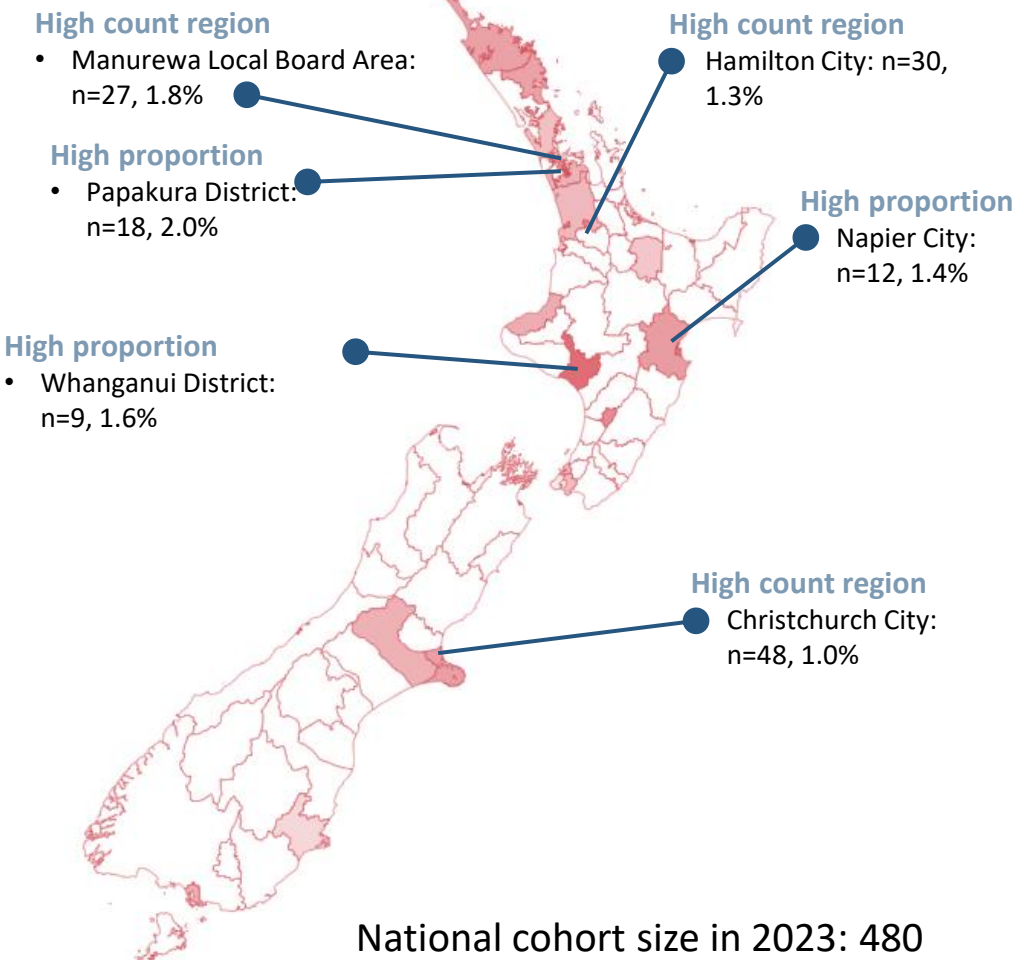 High count region
• Manurewa Local Board Area:
n=27, 1.8%
High proportion
• Papakura District:
n=18, 2.0%
High count region
Hamilton City: n=30,
1.3%
High proportion
Napier City:
n=12, 1.4%
High proportion
• Whanganui District:
n=9, 1.6%
High count region
Christchurch City:
n=48, 1.0%
National cohort size in 2023: 480